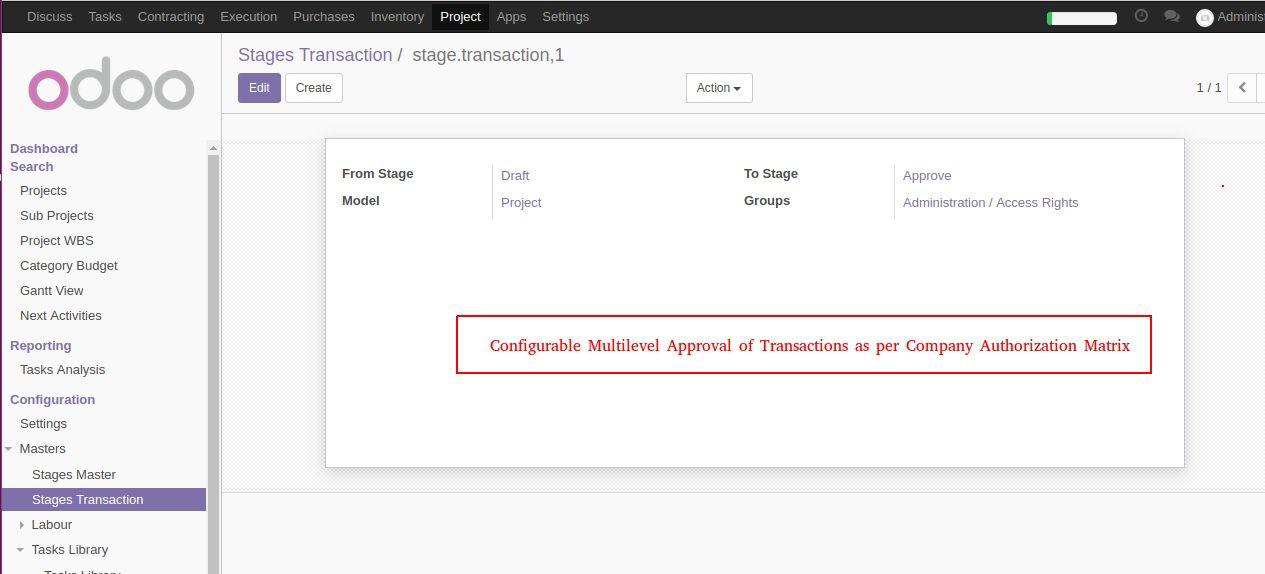 Discuss Tasks Contracting Execution Purchases Inventory Project Apps Settings Adminis
odoo
Stages Transaction / stage.transaction,1
Edit Create Action 1 / 1
Dashboard
Search
Projects
Sub Projects
Project WBS
Category Budget
Gantt View
Next Activities
Reporting
Tasks Analysis
Configuration
Settings
Masters
Stages Master
Stages Transaction
Labour
Tasks Library
Tasks Library
From Stage Draft To Stage Approve
Model Project Groups Administration / Access Rights
Configurable Multilevel Approval of Transactions as per Company Authorization Matrix